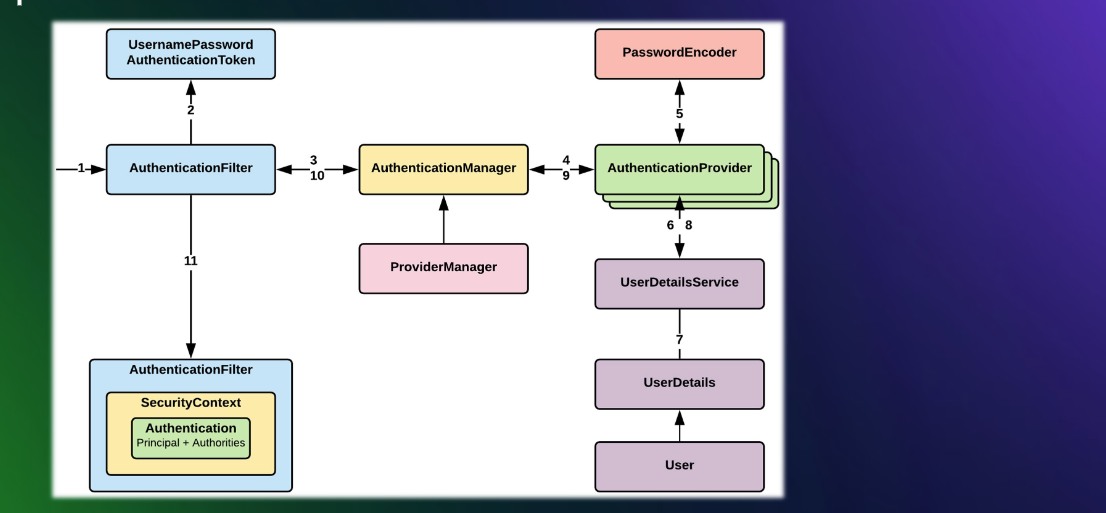 UsernamePassword
AuthenticationToken
PasswordEncoder
2
5
1
AuthenticationFilter
3
10
AuthenticationManager
4
9
AuthenticationProvider
6 8
11
ProviderManager
UserDetailsService
7
AuthenticationFilter
SecurityContext
Authentication
Principal + Authorities
UserDetails
User